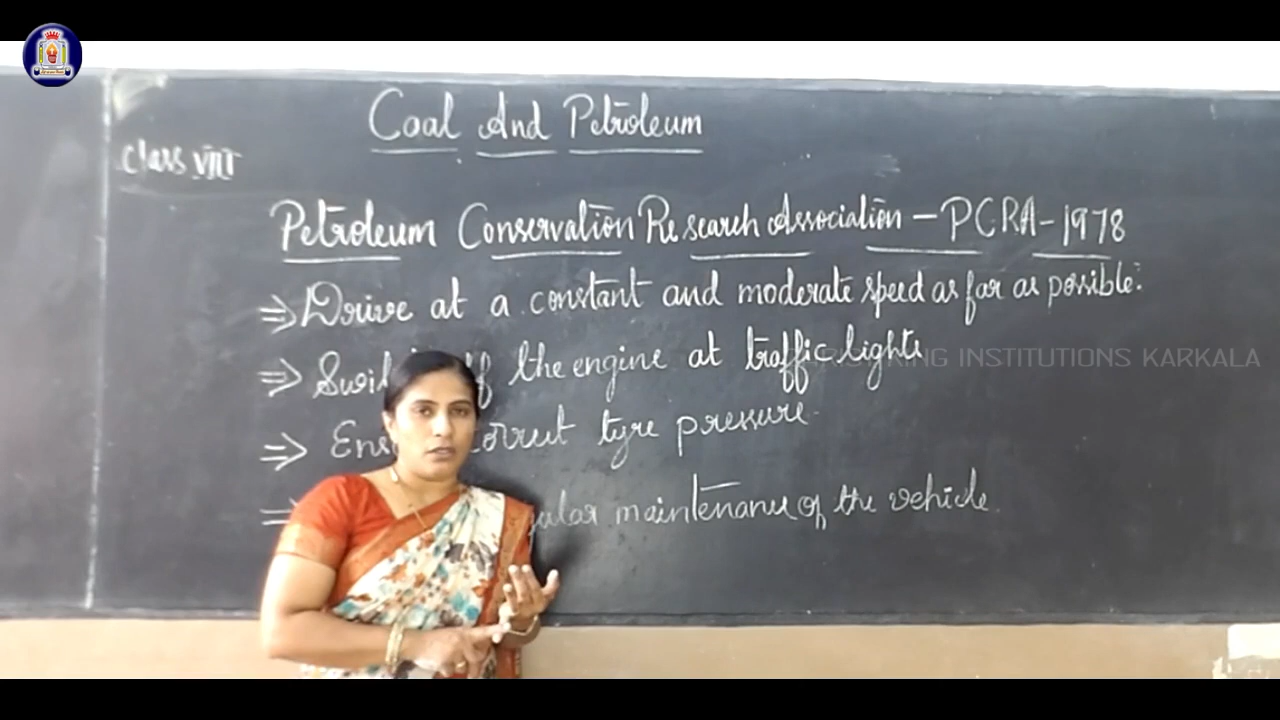 Coal And Petroleum
Class VIII
Petroleum Conservation Research Association – PCRA – 1978
⇒ Drive at a constant and moderate speed as far as possible.
⇒ the engine at traffic lights
KING INSTITUTIONS KARKALA
⇒ tyre pressure
maintenance of the vehicle